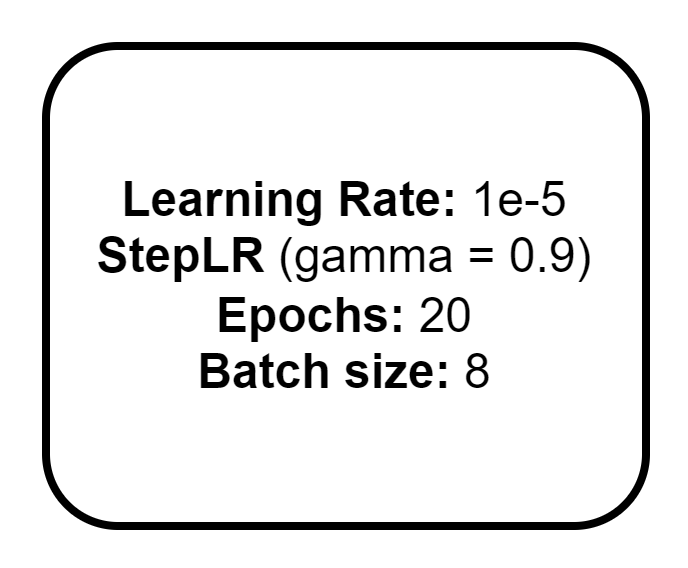 Learning Rate: 1e-5
StepLR (gamma = 0.9)
Epochs: 20
Batch size: 8